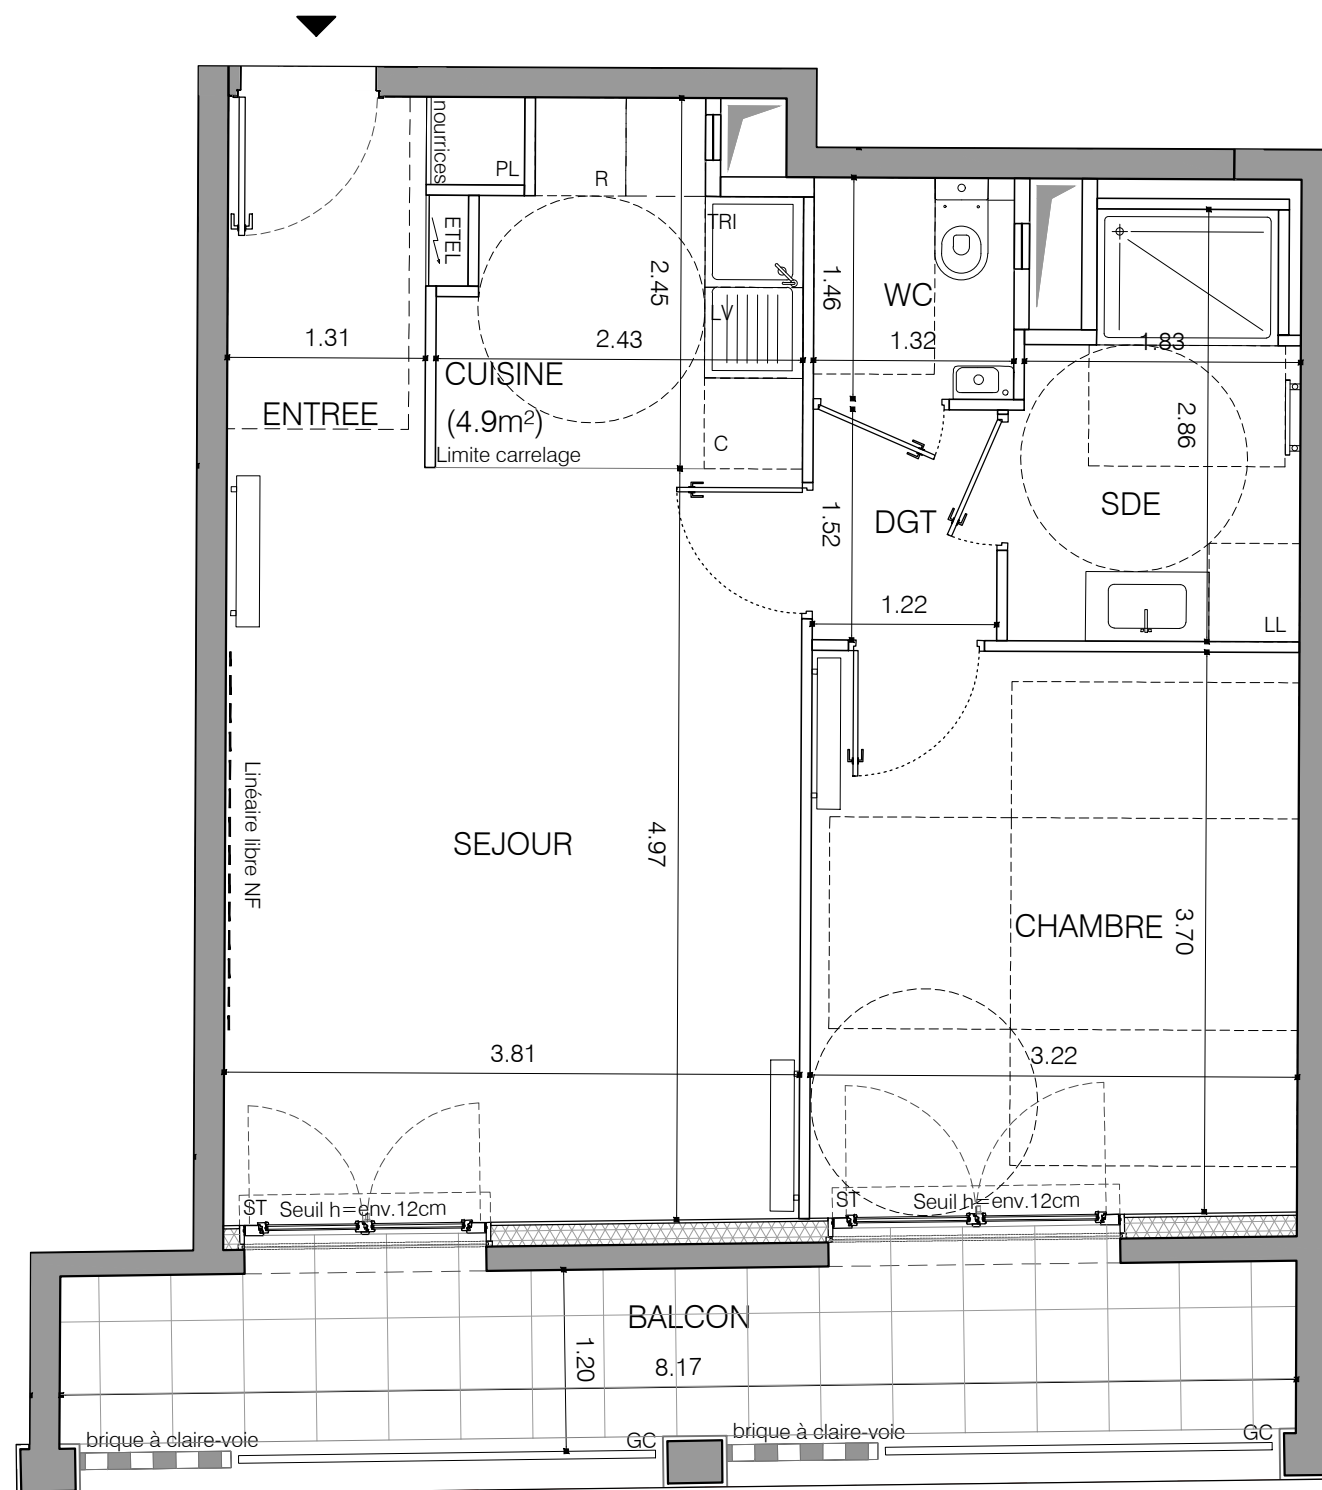 nourrices
PL
R
ETEL
TRI
LV
2.45
1.46
WC
1.31
2.43
1.32
1.83
CUISINE
(4.9m²)
ENTREE
Limite carrelage
C
2.86
SDE
1.52
DGT
1.22
LL
Linéaire libre NF
SEJOUR
4.97
CHAMBRE
3.70
3.81
3.22
ST
Seuil h=env.12cm
ST
Seuil h=env.12cm
BALCON
1.20
8.17
brique à claire-voie
GC
brique à claire-voie
GC